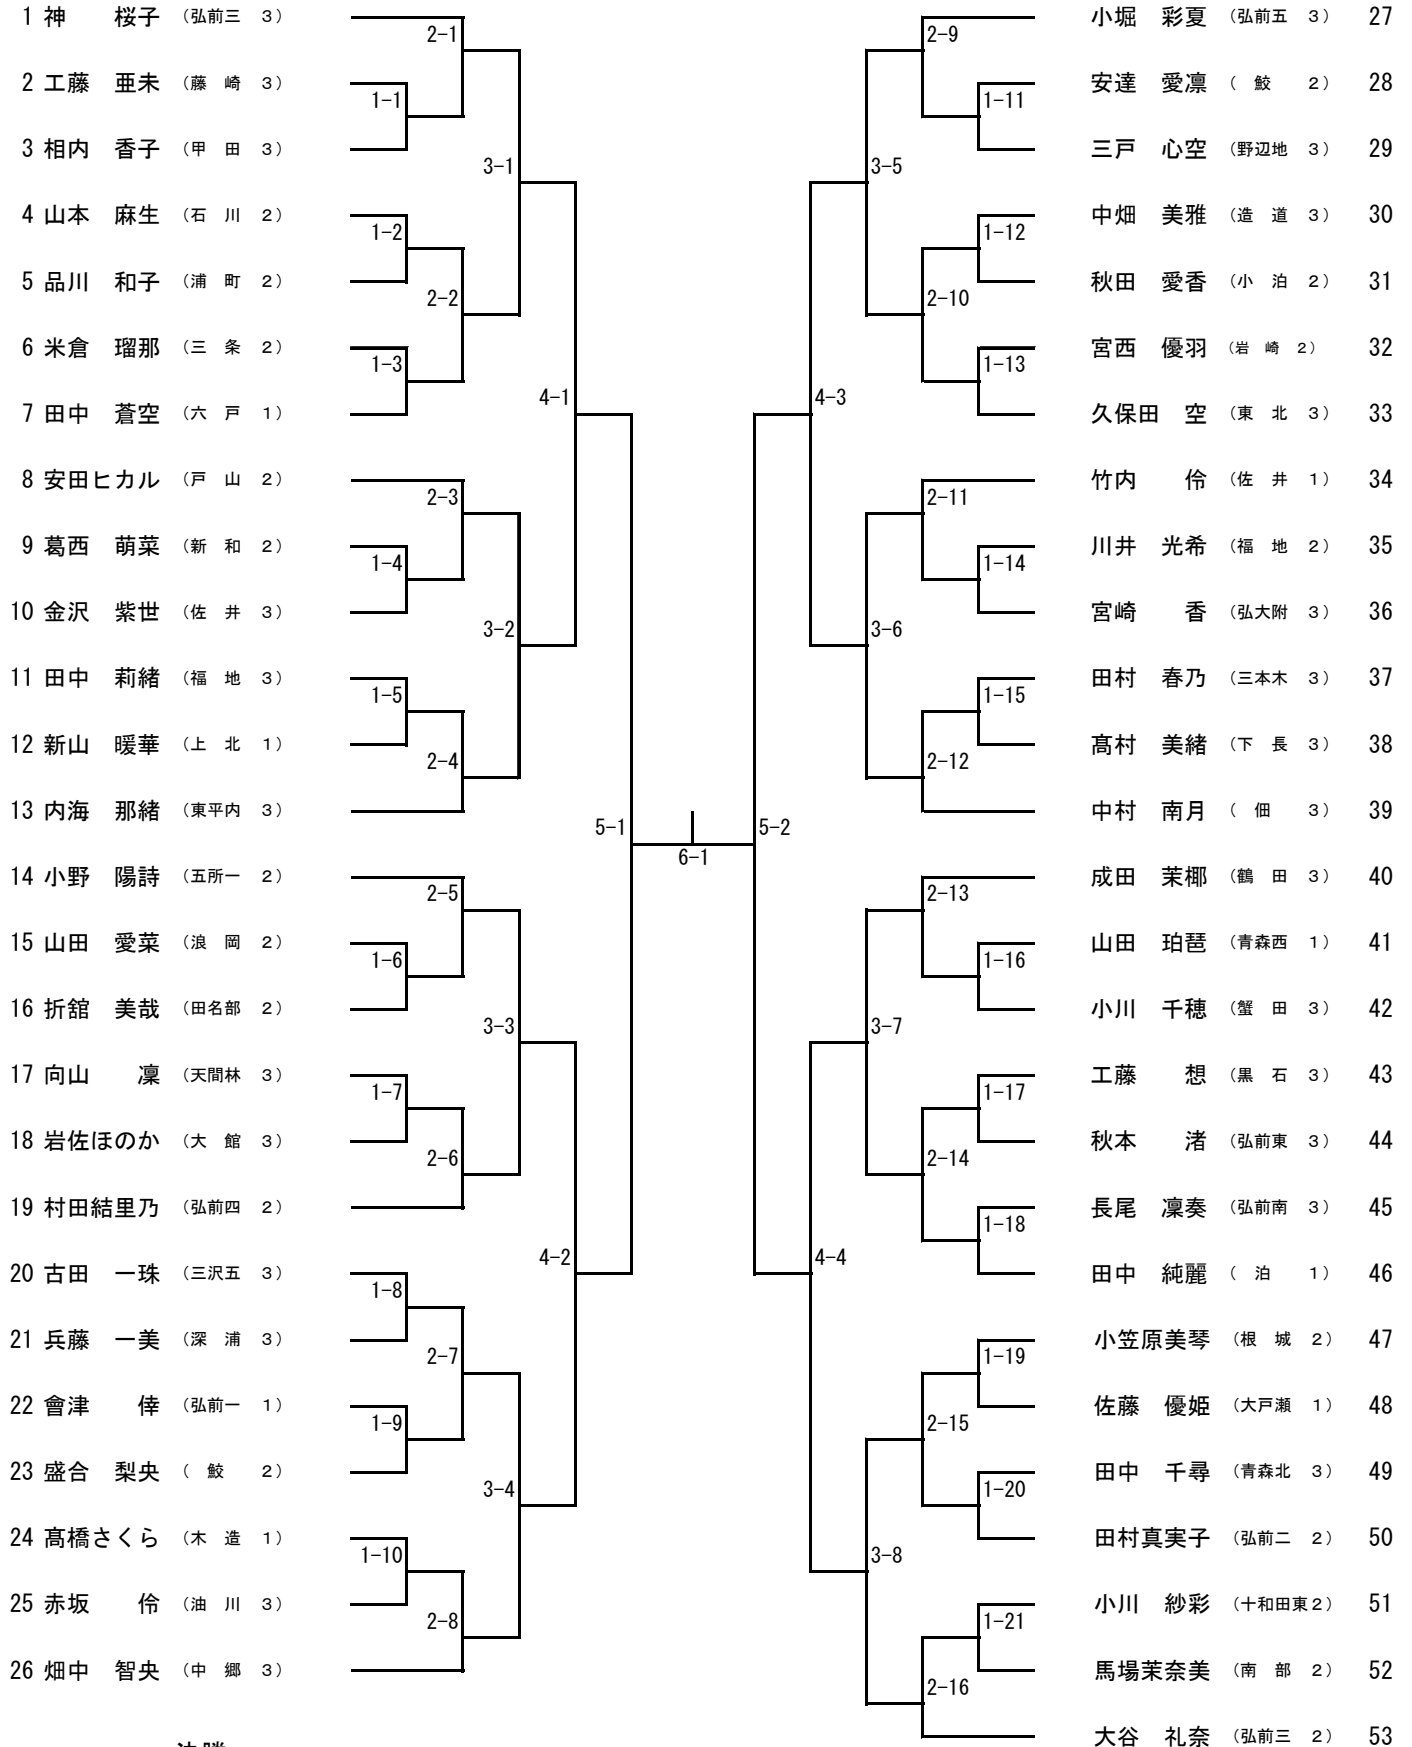 1 神　　桜子 （弘前三　3）
2-1
2 工藤　亜未 （藤　崎　3）
1-1
3 相内　香子 （甲　田　3）
3-1
4 山本　麻生 （石　川　2）
1-2
5 品川　和子 （浦　町　2）
2-2
6 米倉　瑠那 （三　条　2）
1-3
7 田中　蒼空 （六　戸　1）
4-1
8 安田ヒカル （戸　山　2）
2-3
9 葛西　萌菜 （新　和　2）
1-4
10 金沢　紫世 （佐　井　3）
3-2
11 田中　莉緒 （福　地　3）
1-5
12 新山　暖華 （上　北　1）
2-4
13 内海　那緒 （東平内　3）
5-1
14 小野　陽詩 （五所一　2）
2-5
15 山田　愛菜 （浪　岡　2）
1-6
16 折舘　美哉 （田名部　2）
3-3
17 向山　　凜 （天間林　3）
1-7
18 岩佐ほのか （大　館　3）
2-6
19 村田結里乃 （弘前四　2）
4-2
20 古田　一珠 （三沢五　3）
1-8
21 兵藤　一美 （深　浦　3）
2-7
22 會津　　倖 （弘前一　1）
1-9
23 盛合　梨央 （　鮫　　2）
3-4
24 髙橋さくら （木　造　1）
1-10
25 赤坂　　伶 （油　川　3）
2-8
26 畑中　智央 （中　郷　3）
6-1
小堀　彩夏 （弘前五　3） 27
2-9
安達　愛凛 （　鮫　　2） 28
1-11
三戸　心空 （野辺地　3） 29
3-5
中畑　美雅 （造　道　3） 30
1-12
秋田　愛香 （小　泊　2） 31
2-10
宮西　優羽 （岩　崎　2） 32
1-13
久保田　空 （東　北　3） 33
4-3
竹内　　伶 （佐　井　1） 34
2-11
川井　光希 （福　地　2） 35
1-14
宮崎　　香 （弘大附　3） 36
3-6
田村　春乃 （三本木　3） 37
1-15
髙村　美緒 （下　長　3） 38
2-12
中村　南月 （　佃　　3） 39
5-2
成田　茉椰 （鶴　田　3） 40
2-13
山田　珀琶 （青森西　1） 41
1-16
小川　千穂 （蟹　田　3） 42
3-7
工藤　　想 （黒　石　3） 43
1-17
秋本　　渚 （弘前東　3） 44
2-14
長尾　凜奏 （弘前南　3） 45
1-18
田中　純麗 （　泊　　1） 46
4-4
小笠原美琴 （根　城　2） 47
1-19
佐藤　優姫 （大戸瀬　1） 48
2-15
田中　千尋 （青森北　3） 49
1-20
田村真実子 （弘前二　2） 50
3-8
小川　紗彩 （十和田東2） 51
1-21
馬場茉奈美 （南　部　2） 52
2-16
大谷　礼奈 （弘前三　2） 53